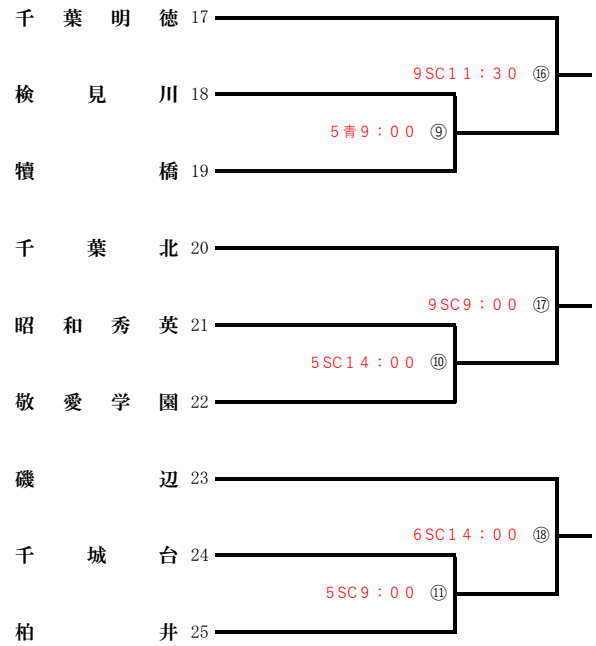 千葉明徳 17
9SC11：30 ⑯
検見川 18
5青9：00 ⑨
犢橋 19
千葉北 20
9SC9：00 ⑰
昭和秀英 21
5SC14：00 ⑩
敬愛学園 22
磯辺 23
6SC14：00 ⑱
千城台 24
5SC9：00 ⑪
柏井 25